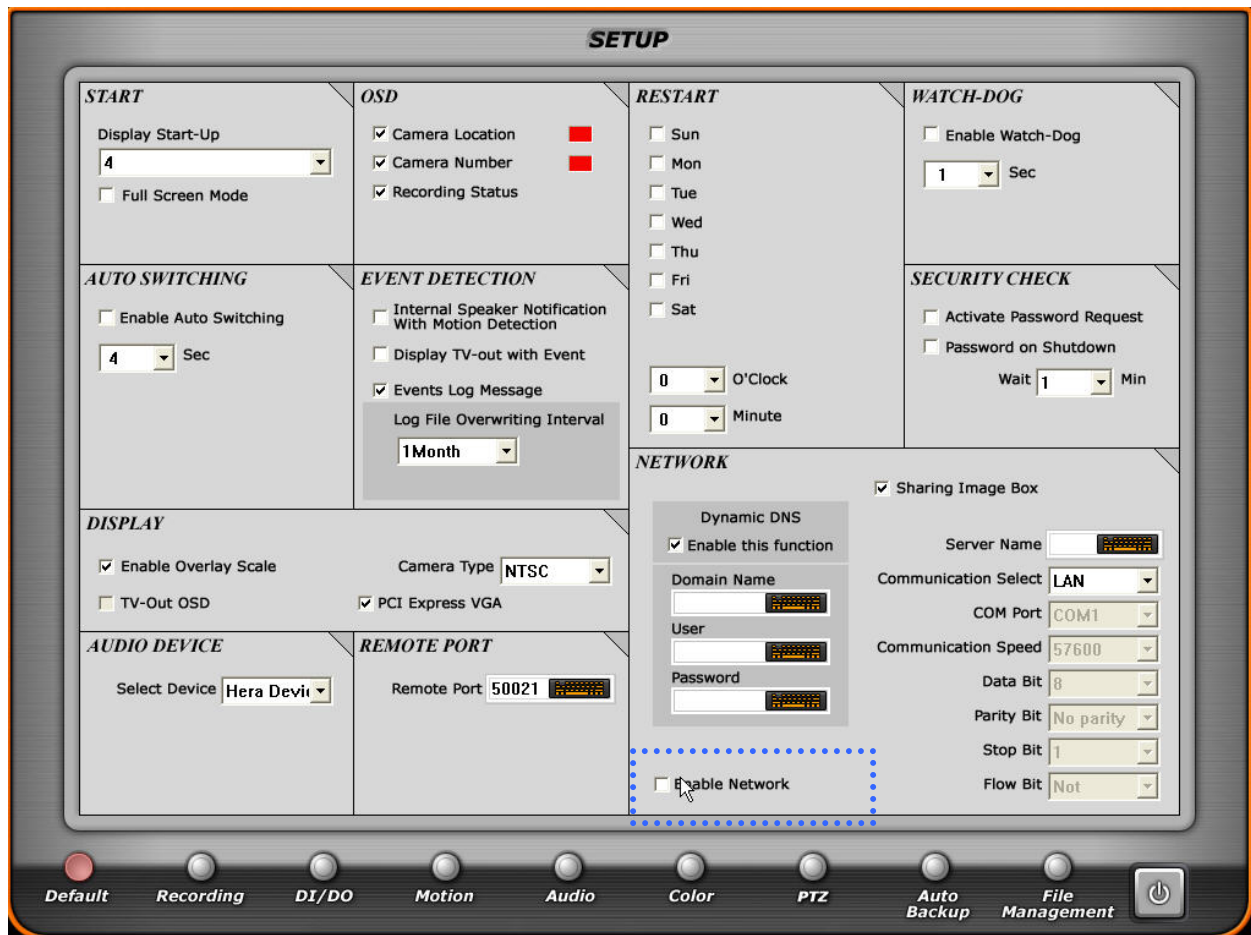 SETUP
START
Display Start-Up
4
Full Screen Mode
OSD
Camera Location
Camera Number
Recording Status
RESTART
Sun
Mon
Tue
Wed
Thu
Fri
Sat
0 O'Clock
0 Minute
WATCH-DOG
Enable Watch-Dog
1 Sec
AUTO SWITCHING
Enable Auto Switching
4 Sec
EVENT DETECTION
Internal Speaker Notification
With Motion Detection
Display TV-out with Event
Events Log Message
Log File Overwriting Interval
1Month
SECURITY CHECK
Activate Password Request
Password on Shutdown
Wait 1 Min
DISPLAY
Enable Overlay Scale
Camera Type NTSC
TV-Out OSD
PCI Express VGA
AUDIO DEVICE
Select Device Hera Devic
REMOTE PORT
Remote Port 50021
NETWORK
Sharing Image Box
Dynamic DNS
Enable this function
Domain Name
User
Password
Enable Network
Server Name
Communication Select LAN
COM Port COM1
Communication Speed 57600
Data Bit 8
Parity Bit No parity
Stop Bit 1
Flow Bit Not
Default
Recording
DI/DO
Motion
Audio
Color
PTZ
Auto
Backup
File
Management